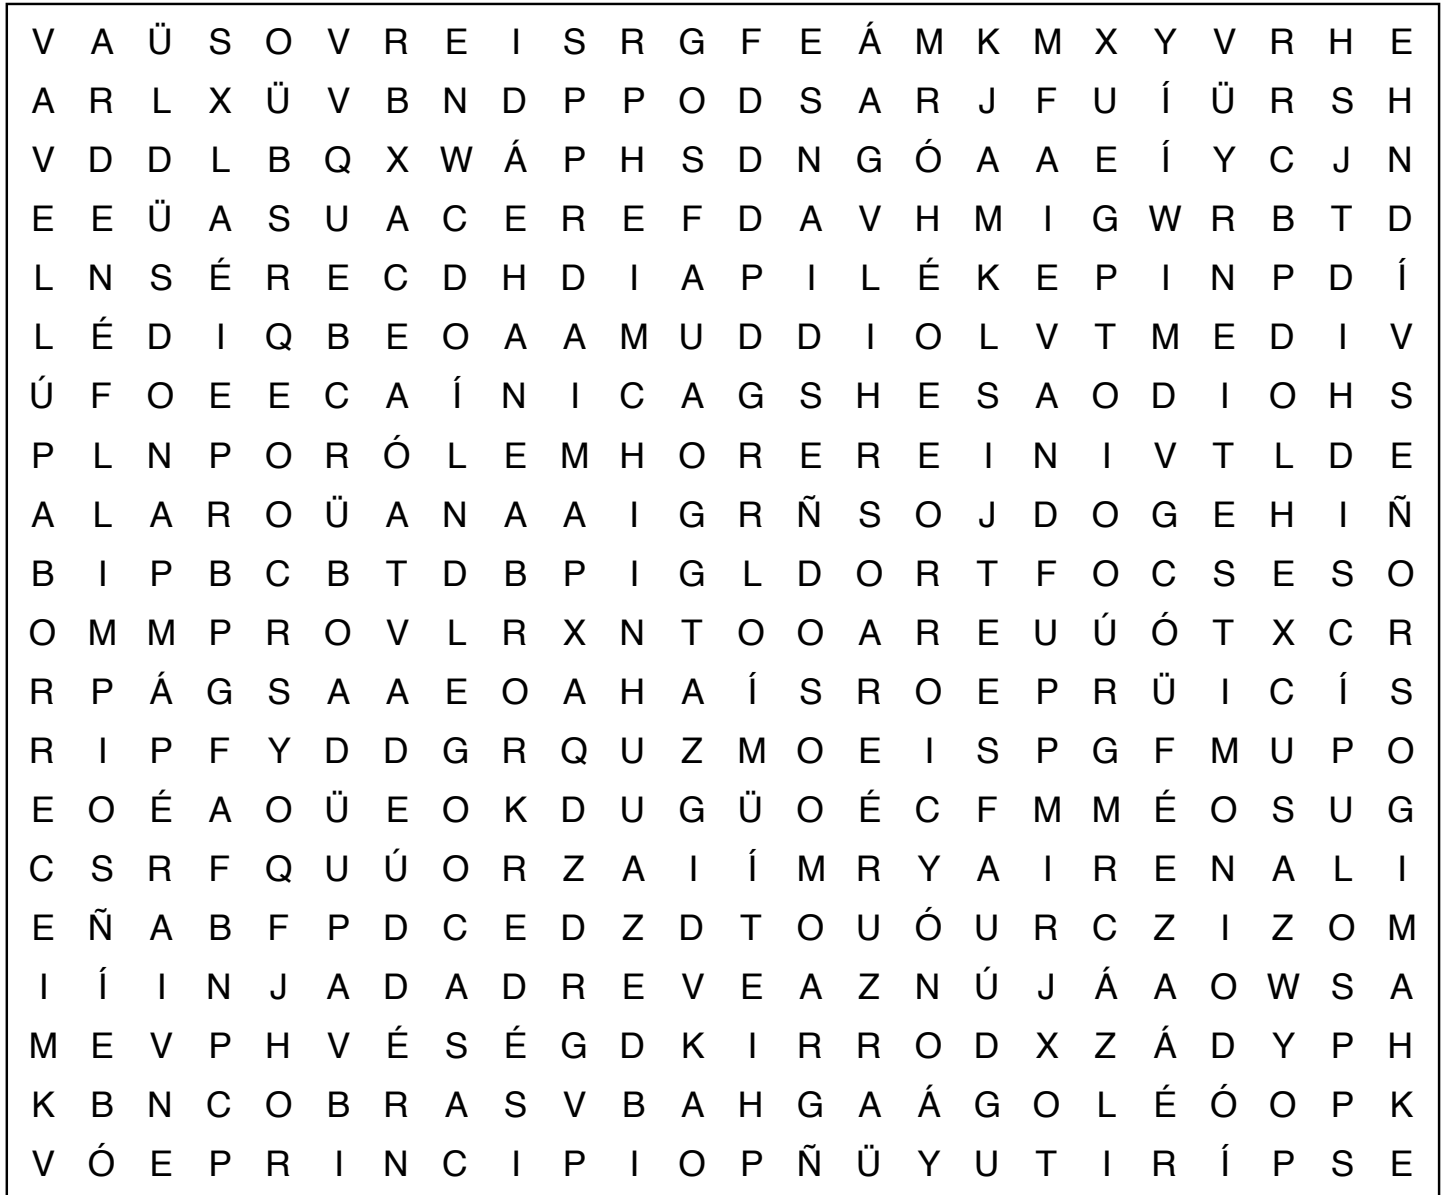 V A Ü S O V R E I S R G F E Á M K M X Y V R H E
A R L X Ü V B N D P P O D S A R J F U Í Ü R S H
V D D L B Q X W Á P H S D N G Ó A A E Í Y C J N
E E Ü A S U A C E R E F D A V H M I G W R B T D
L N S É R E C D H D I A P I L É K E P I N P D Í
L É D I Q B E O A A M U D D I O L V T M E D I V
Ú F O E E C A Í N I C A G S H E S A O D I O H S
P L N P O R Ó L E M H O R E R E I N I V T L D E
A L A R O Ü A N A A I G R Ñ S O J D O G E H I Ñ
B I P B C B T D B P I G L D O R T F O C S E S O
O M M P R O V L R X N T O O A R E U Ú Ó T X C R
R P Á G S A A E O A H A Í S R O E P R Ü I C Í S
R I P F Y D D G R Q U Z M O E I S P G F M U P O
E O É A O Ü E O K D U G Ü O É C F M M É O S U G
C S R F Q U Ú O R Z A I Í M R Y A I R E N A L I
E Ñ A B F P D C E D Z D T O U Ó U R C Z I Z O M
I Í I N J A D A D R E V E A Z N Ú J Á A O W S A
M E V P H V É S É G D K I R R O D X Z Á D Y P H
K B N C O B R A S V B A H G A Á G O L É Ó O P K
V Ó E P R I N C I P I O P Ñ Ü Y U T I R Í P S E